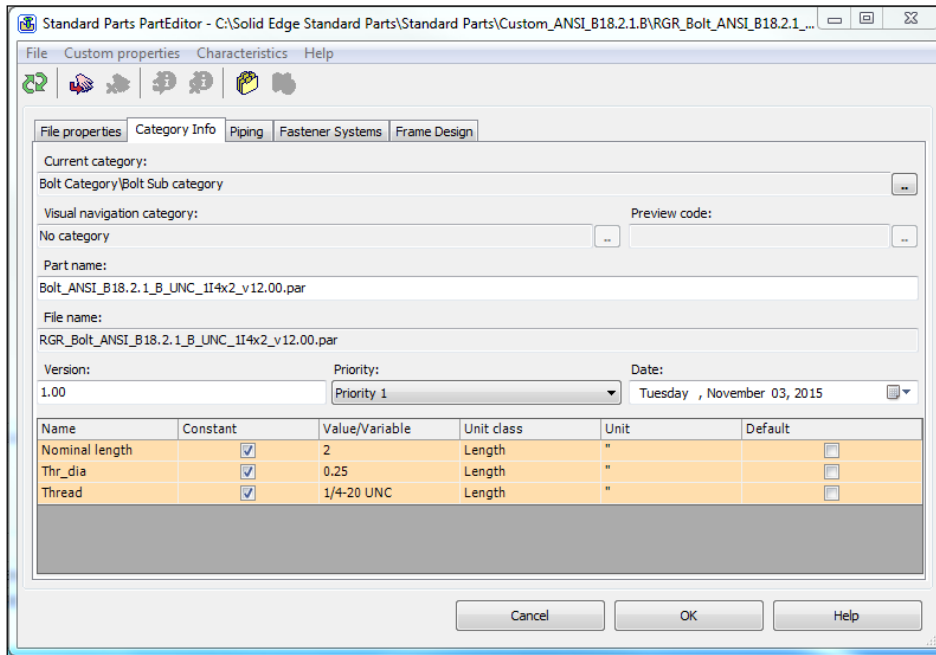 Standard Parts PartEditor - C:\Solid Edge Standard Parts\Standard Parts\Custom_ANSI_B18.2.1.B\RGR_Bolt_ANSI_B18.2.1_...
File Custom properties Characteristics Help
File properties Category Info Piping Fastener Systems Frame Design
Current category:
Bolt Category\Bolt Sub category
..
Visual navigation category: Preview code:
No category .. ..
Part name:
Bolt_ANSI_B18.2.1_B_UNC_1I4x2_v12.00.par
File name:
RGR_Bolt_ANSI_B18.2.1_B_UNC_1I4x2_v12.00.par
Version: Priority: Date:
1.00 Priority 1 Tuesday , November 03, 2015
Name Constant Value/Variable Unit class Unit Default
Nominal length 2 Length "
Thr_dia 0.25 Length "
Thread 1/4-20 UNC Length "
Cancel OK Help